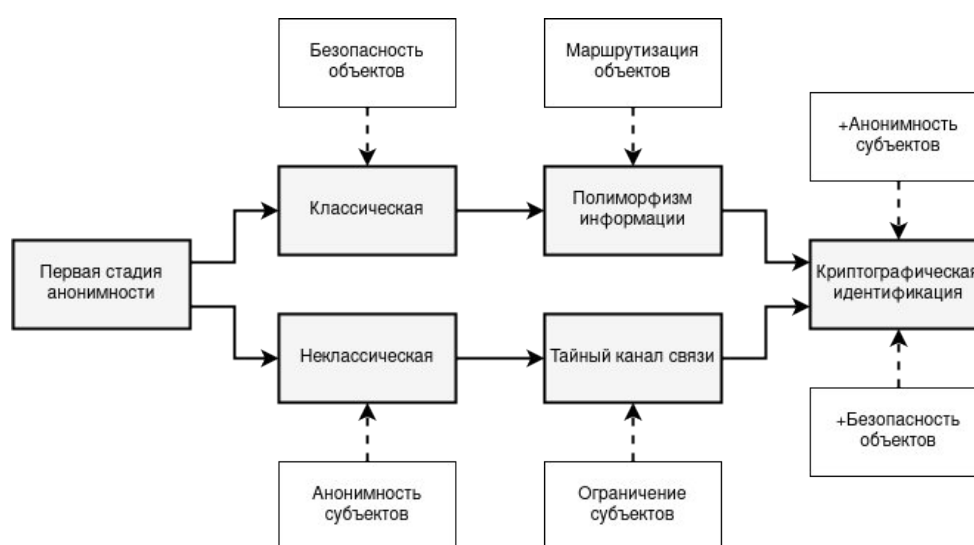 Безопасность
объектов
Маршрутизация
объектов
+Анонимность
субъектов
Классическая
Полиморфизм
информации
Первая стадия
анонимности
Криптографическая
идентификация
Неклассическая
Тайный канал связи
+Безопасность
объектов
Анонимность
субъектов
Ограничение
субъектов